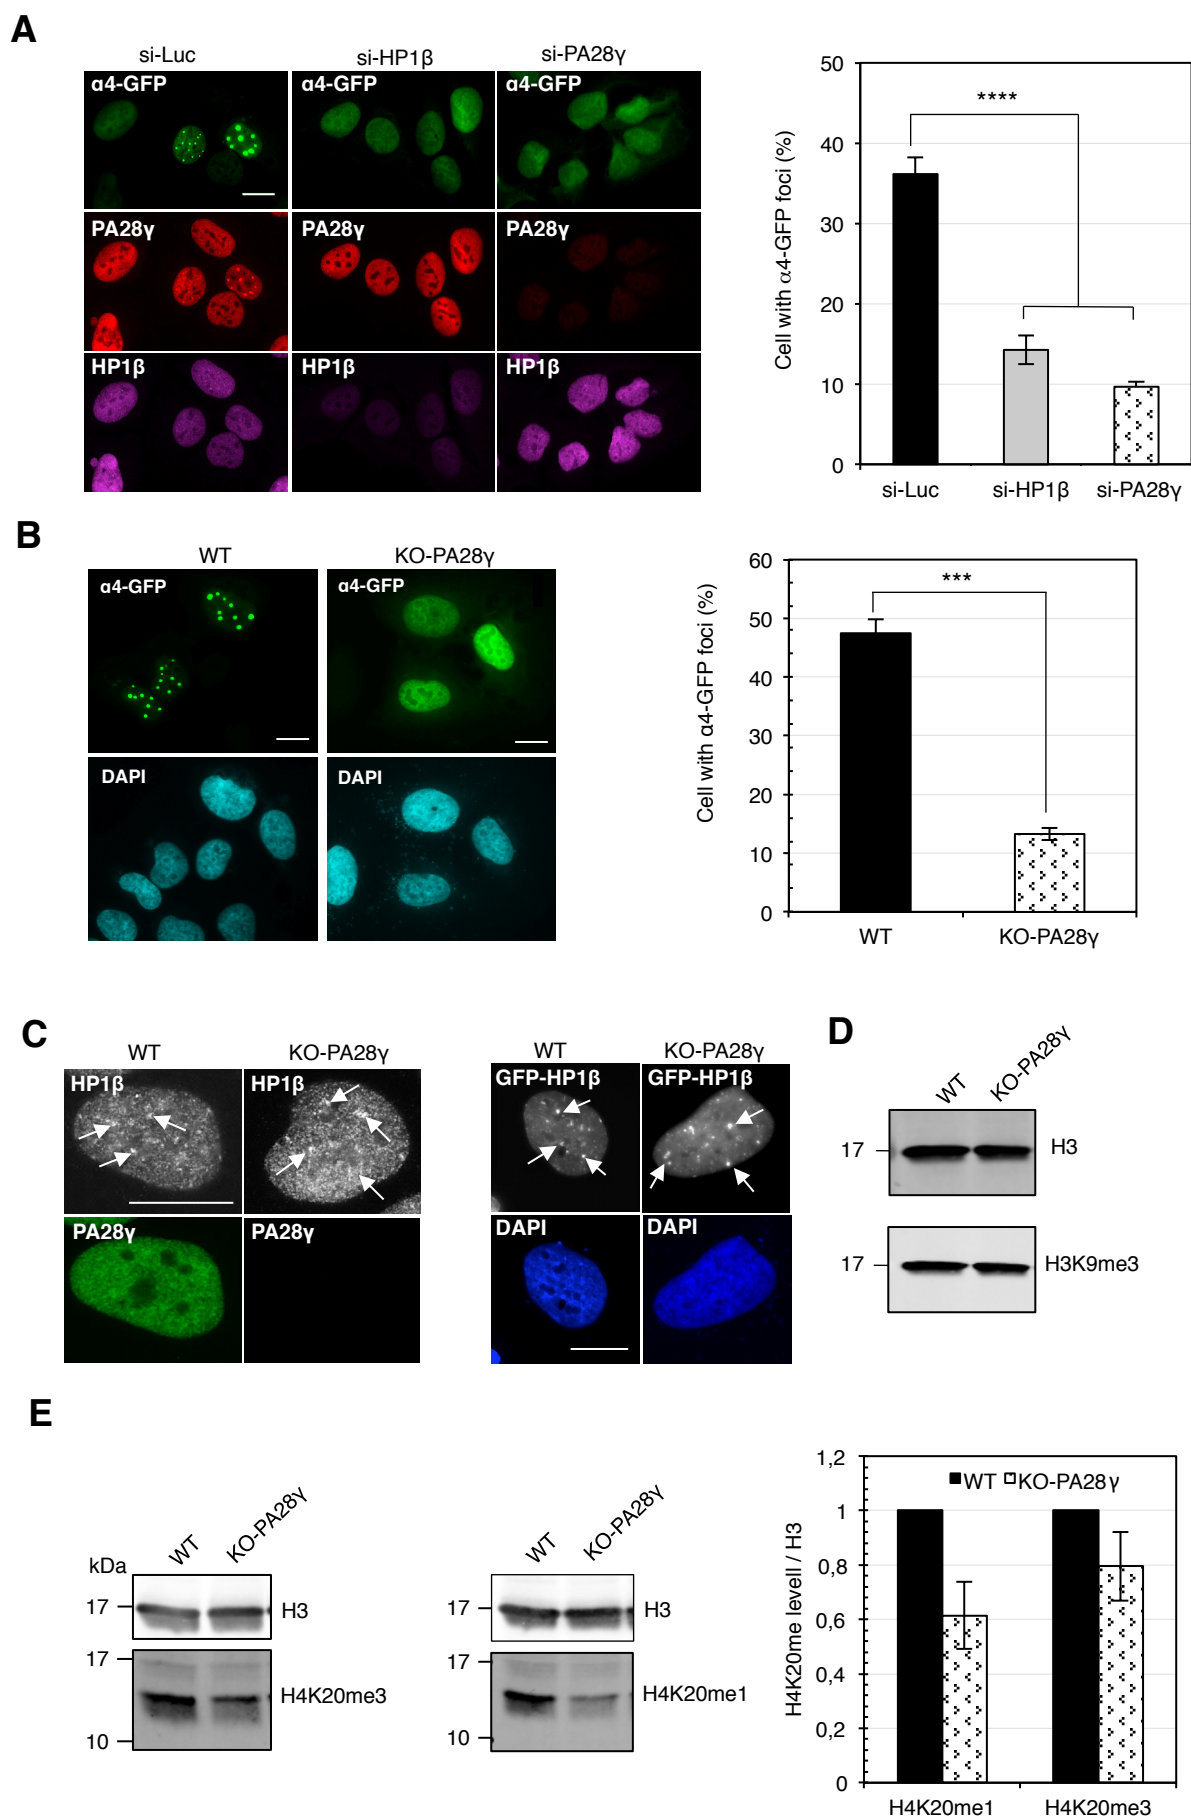 A
si-Luc si-HP1β si-PA28γ
α4-GFP α4-GFP α4-GFP
PA28γ PA28γ PA28γ
HP1β HP1β HP1β
Cell with α4-GFP foci (%)
50
40
30
20
10
0
****
si-Luc si-HP1β si-PA28γ
B
WT KO-PA28γ
α4-GFP α4-GFP
DAPI DAPI
Cell with α4-GFP foci (%)
60
50
40
30
20
10
0
***
WT KO-PA28γ
C
WT KO-PA28γ
HP1β HP1β
PA28γ PA28γ
WT KO-PA28γ
GFP-HP1β GFP-HP1β
DAPI DAPI
D
WT KO-PA28γ
17 H3
17 H3K9me3
E
WT KO-PA28γ
kDa
17 H3
17
H4K20me3
10
WT KO-PA28γ
17 H3
17
H4K20me1
10
H4K20me levell / H3
1,2
1
0,8
0,6
0,4
0,2
0
WT KO-PA28γ
H4K20me1 H4K20me3